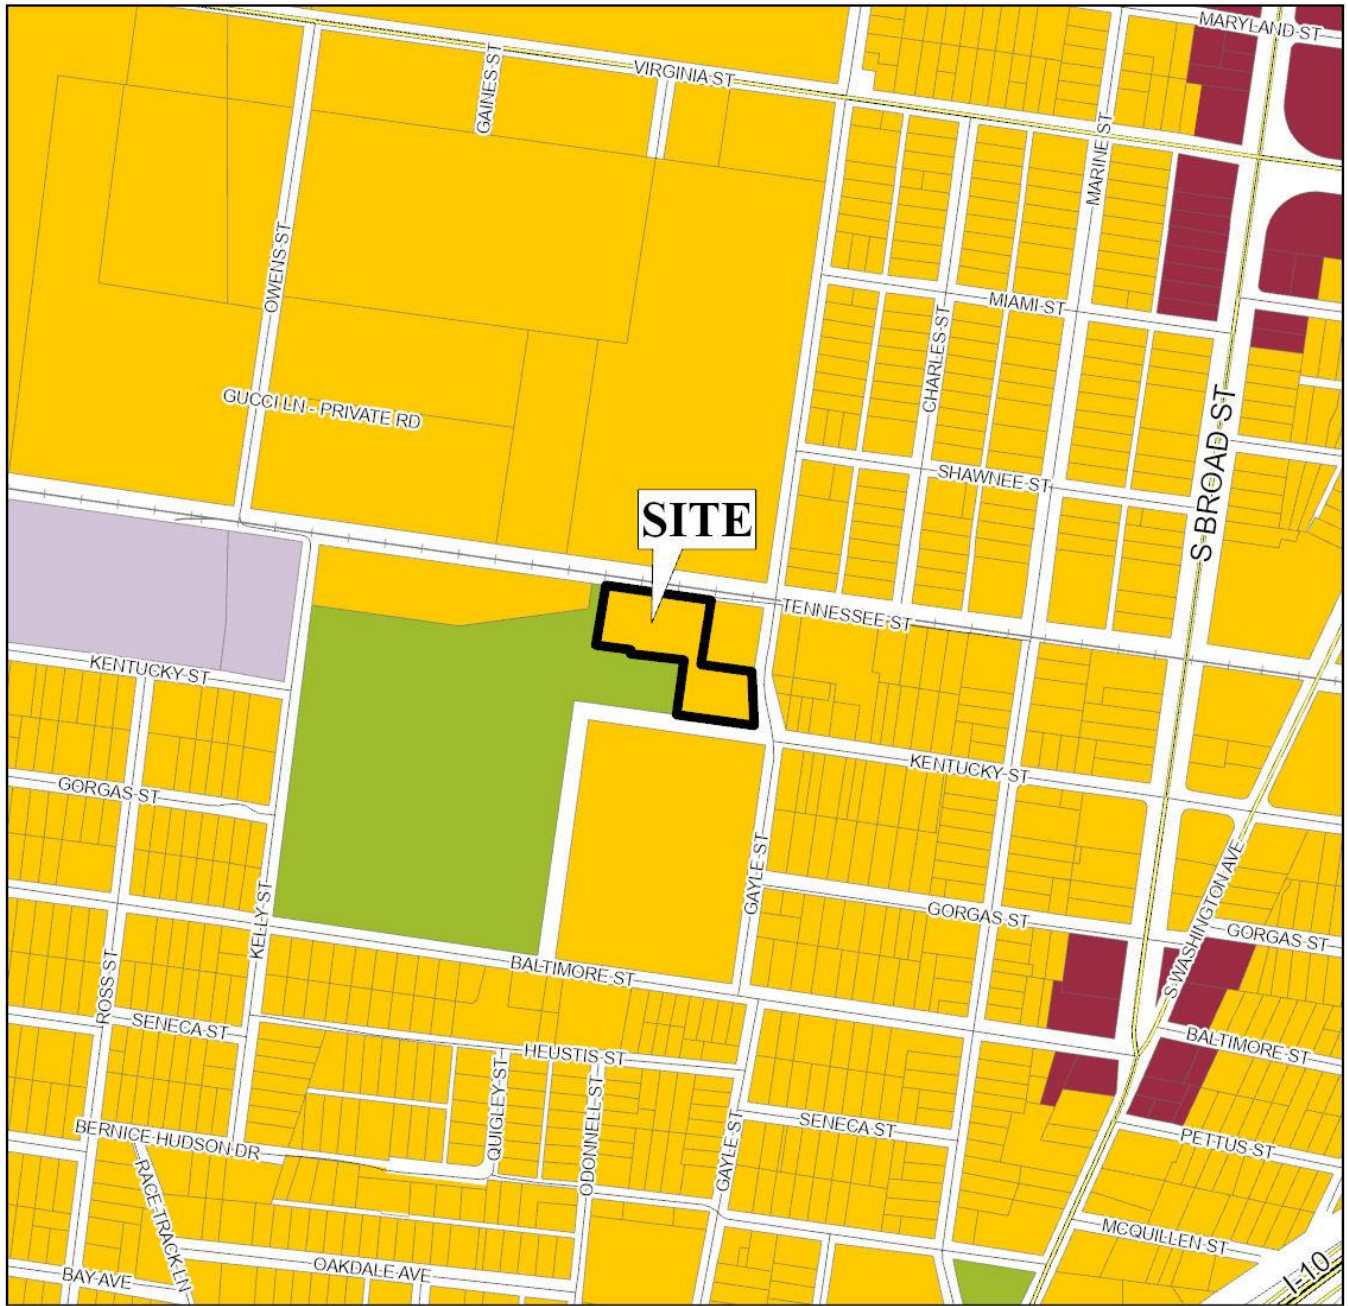 MARYLAND ST
VIRGINIA ST
GAINES ST
MARINE ST
OWENS ST
MIAMI ST
CHARLES ST
GUCCI LN - PRIVATE RD
S BROAD ST
SHAWNEE ST
SITE
TENNESSEE ST
KENTUCKY ST
KENTUCKY ST
GORGAS ST
GAYLE ST
S WASHINGTON AVE
KELLY ST
GORGAS ST
GORGAS ST
ROSS ST
BALTIMORE ST
SENECA ST
HEUSTIS ST
BALTIMORE ST
QUIGLEY ST
ODONNELL ST
GAYLE ST
SENECA ST
BERNICE HUDSON DR
PETTUS ST
RACE TRACK LN
MCQUILLEN ST
OAKDALE AVE
BAY AVE
I-10